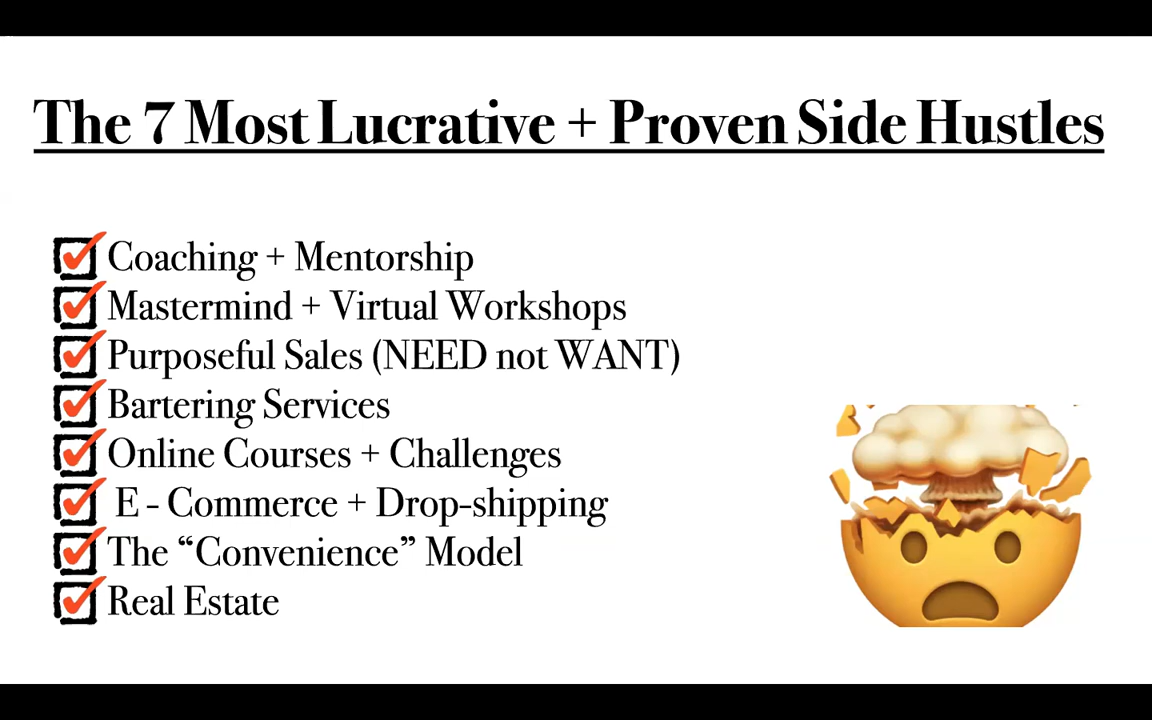 The 7 Most Lucrative + Proven Side Hustles
Coaching + Mentorship
Mastermind + Virtual Workshops
Purposeful Sales (NEED not WANT)
Bartering Services
Online Courses + Challenges
E - Commerce + Drop-shipping
The “Convenience” Model
Real Estate